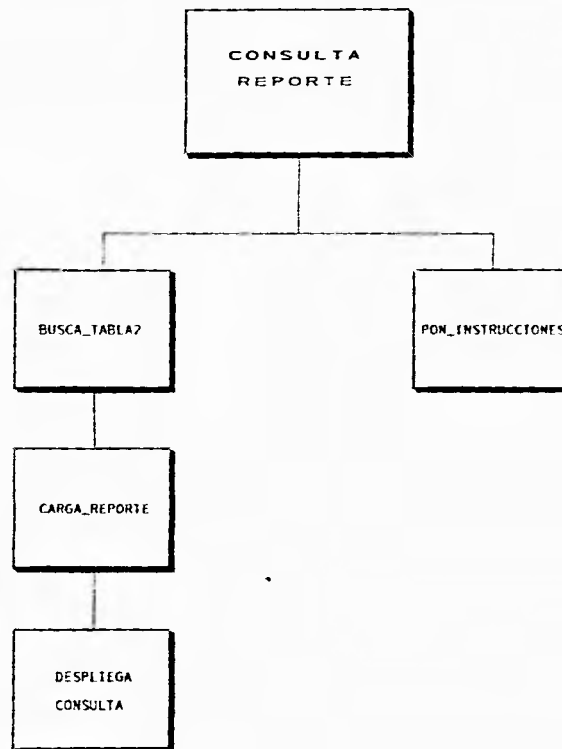 CONSULTA
REPORTE
BUSCA_TABLA2
PON_INSTRUCCIONES
CARGA_REPORTE
DESPLIEGA
CONSULTA